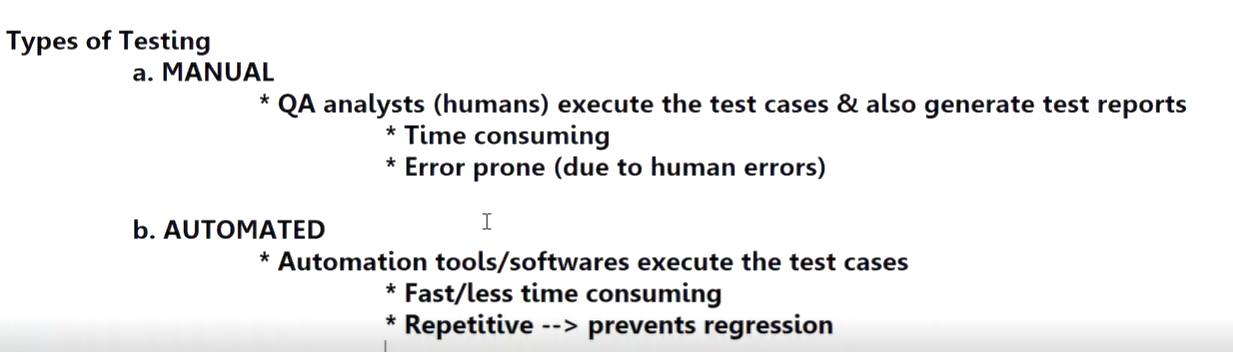 Types of Testing
a. MANUAL
* QA analysts (humans) execute the test cases & also generate test reports
* Time consuming
* Error prone (due to human errors)
b. AUTOMATED
* Automation tools/softwares execute the test cases
* Fast/less time consuming
* Repetitive --> prevents regression